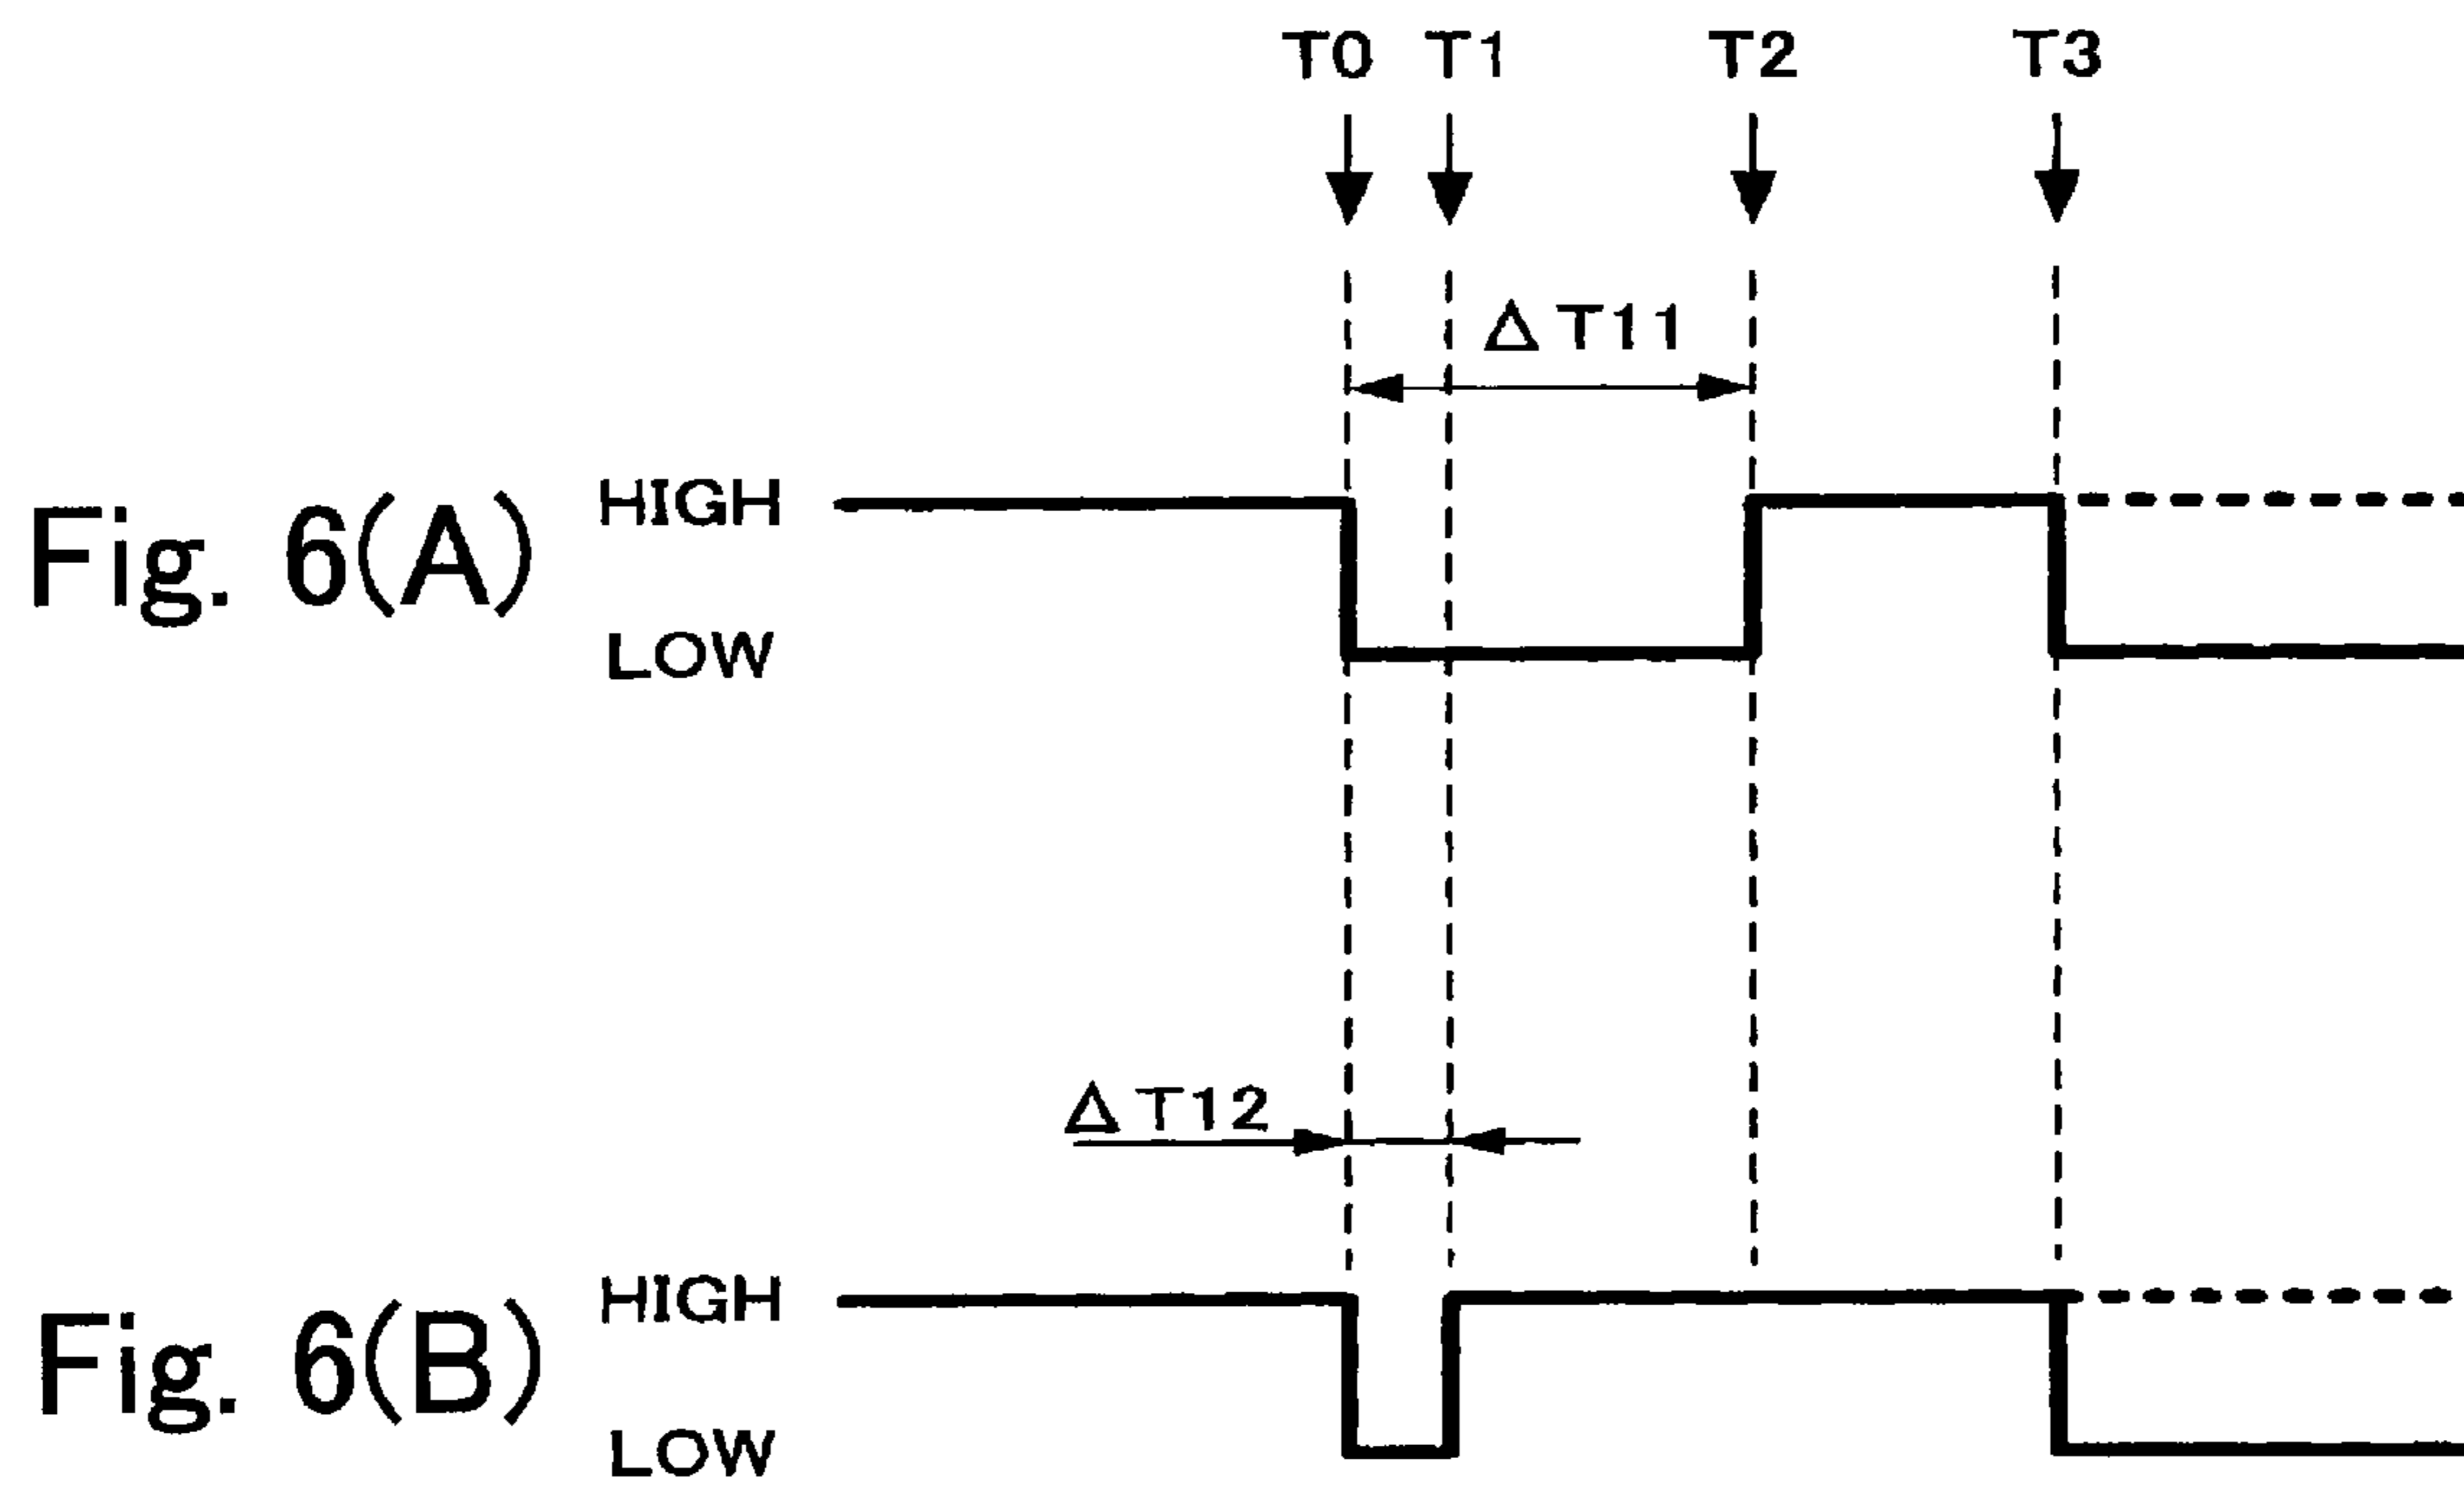 T0 T1 T2 T3
ΔT11
Fig. 6(A)
HIGH
LOW
ΔT12
Fig. 6(B)
HIGH
LOW